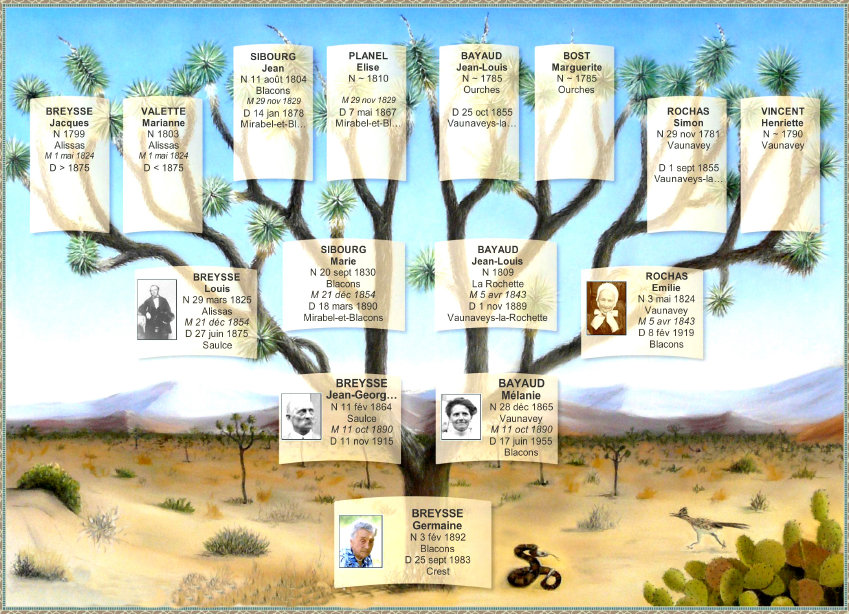 SIBOURG
Jean
N 11 août 1804
Blacons
M 29 nov 1829
D 14 jan 1878
Mirabel-et-Bl…
PLANEL
Elise
N ~ 1810
M 29 nov 1829
D 7 mai 1867
Mirabel-et-Bl…
BAYAUD
Jean-Louis
N ~ 1785
Ourches
D 25 oct 1855
Vaunaveys-la…
BOST
Marguerite
N ~ 1785
Ourches
BREYSSE
Jacques
N 1799
Alissas
M 1 mai 1824
D > 1875
VALETTE
Marianne
N 1803
Alissas
M 1 mai 1824
D < 1875
ROCHAS
Simon
N 29 nov 1781
Vaunavey
D 1 sept 1855
Vaunaveys-la…
VINCENT
Henriette
N ~ 1790
Vaunavey
BREYSSE
Louis
N 29 mars 1825
Alissas
M 21 déc 1854
D 27 juin 1875
Saulce
SIBOURG
Marie
N 20 sept 1830
Blacons
M 21 déc 1854
D 18 mars 1890
Mirabel-et-Blacons
BAYAUD
Jean-Louis
N 1809
La Rochette
M 5 avr 1843
D 1 nov 1889
Vaunaveys-la-Rochette
ROCHAS
Emilie
N 3 mai 1824
Vaunavey
M 5 avr 1843
D 8 fév 1919
Blacons
BREYSSE
Jean-Georg…
N 11 fév 1864
Saulce
M 11 oct 1890
D 11 nov 1915
BAYAUD
Mélanie
N 28 déc 1865
Vaunavey
M 11 oct 1890
D 17 juin 1955
Blacons
BREYSSE
Germaine
N 3 fév 1892
Blacons
D 25 sept 1983
Crest